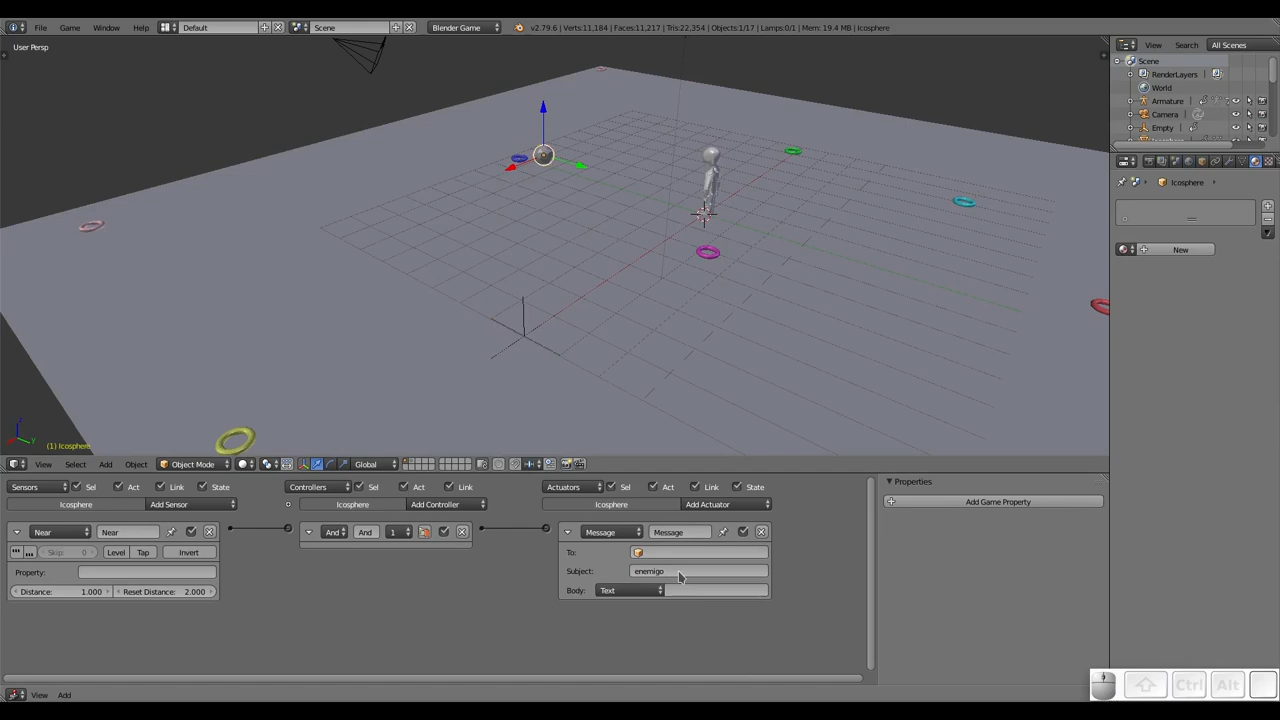 File Game Window Help Default Scene Blender Game v2.79.6 | Verts:11,184 | Faces:11,217 | Tris:22,354 | Objects:1/17 | Lamps:0/1 | Mem: 19.4 MB | Icosphere
View Search All Scenes
User Persp
Scene
RenderLayers
World
Armature
Camera
Empty
Icosphere
New
(1) Icosphere
View Select Add Object Object Mode Global
Sensors Sel Act Link State Controllers Sel Act Link Actuators Sel Act Link State
Properties
Icosphere Add Sensor Icosphere Add Controller Icosphere Add Actuator
Add Game Property
Near Near And And 1 Message Message
Skip: 0 Level Tap Invert
To:
Property:
Subject: enemigo
Distance: 1.000 Reset Distance: 2.000
Body: Text
View Add
Ctrl Alt